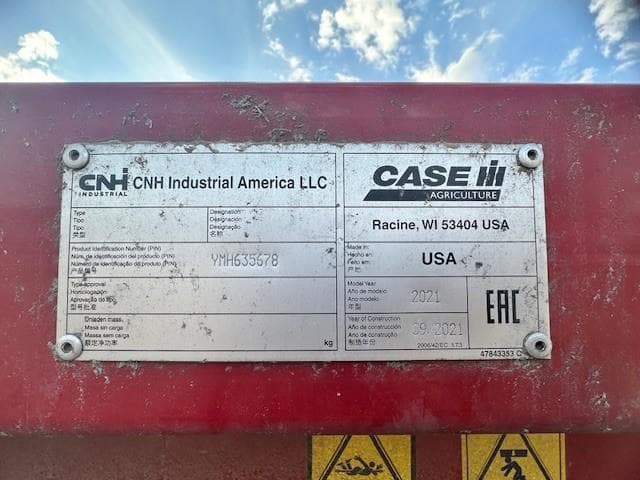 CNH INDUSTRIAL CNH Industrial America LLC
Type
Tipo
Tipo
类型
Designation
Designación
Designação
名称
Product Identification Number (PIN)
Núm. de identificación del producto (PIN)
Número de identificação do produto (PIN)
产品编号
YMH635678
Type approval
Homologación
Aprovação do tipo
型号批准
Unladen mass
Masa sin carga
Massa sem carga
额定净功率
kg
CASE IH
AGRICULTURE
Racine, WI 53404 USA
Made in:
Hecho en:
Feito em:
产地:
USA
Model Year
Año de modelo
Ano modelo
年型
2021
EAC
Year of Construction
Año de construcción
Ano de construção
制造年份
09.2021
2006/42/EC 1.7.3
47843353 C